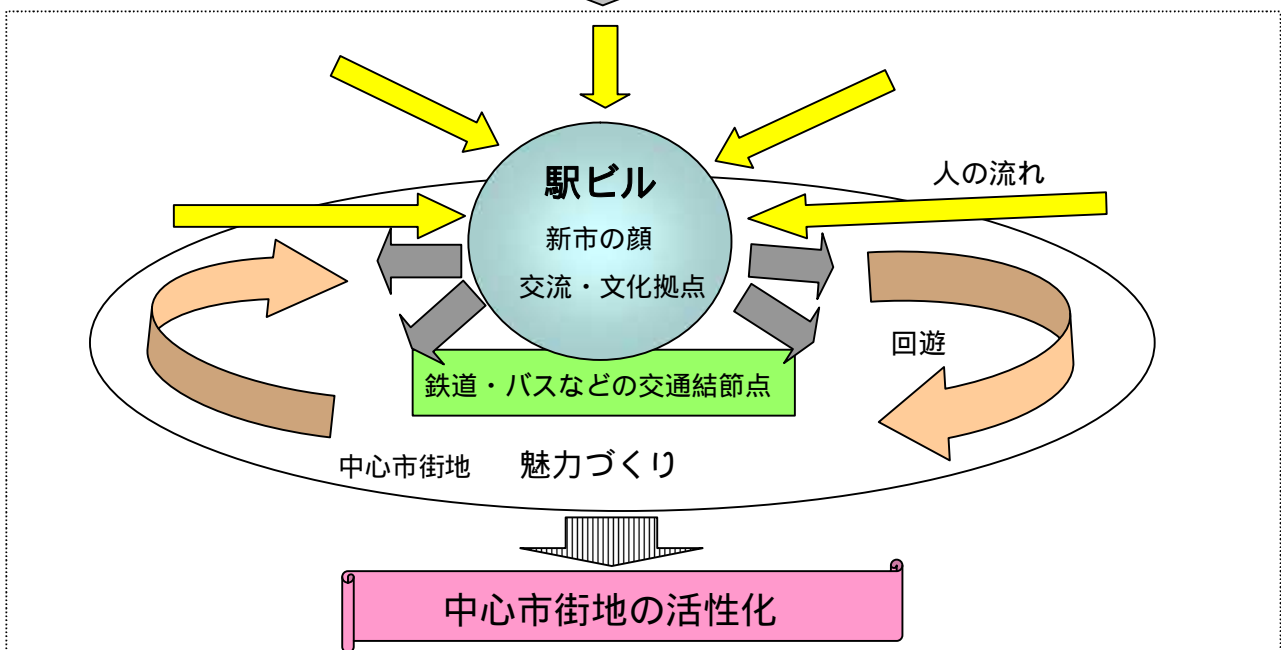 駅ビル
新市の顔
交流・文化拠点
人の流れ
回遊
鉄道・バスなどの交通結節点
中心市街地 魅力づくり
中心市街地の活性化